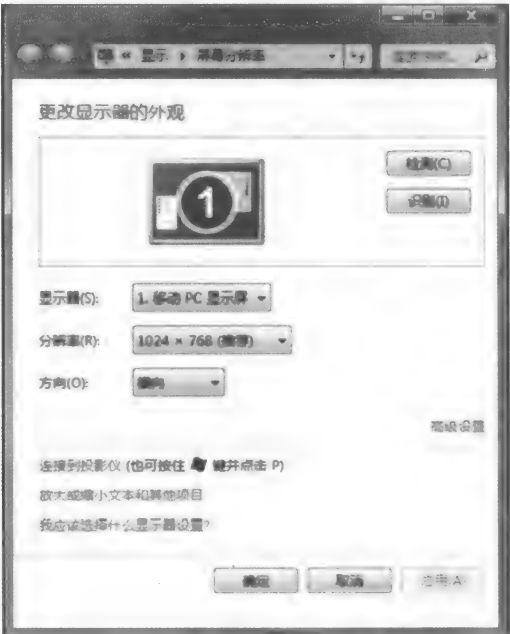 « 显示 ▸ 屏幕分辨率
更改显示器的外观
1
检测(C)
识别(I)
显示器(S): 1. 移动 PC 显示屏
分辨率(R): 1024 × 768 (推荐)
方向(O): 横向
高级设置
连接到投影仪 (也可按住 键并点击 P)
放大或缩小文本和其他项目
我应该选择什么显示器设置?
确定 取消 应用(A)